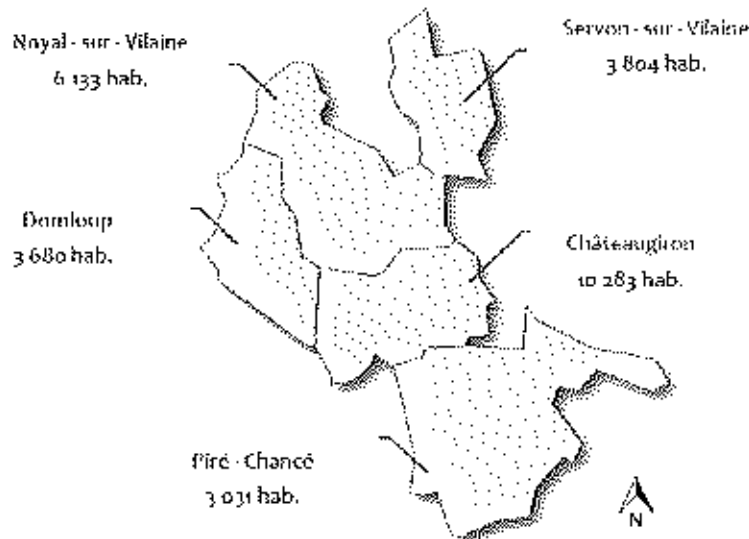 Noyal - sur - Vilaine
6 133 hab.
Servon - sur - Vilaine
3 804 hab.
Domloup
3 680 hab.
Châteaugiron
10 283 hab.
Piré - Chancé
3 031 hab.
N